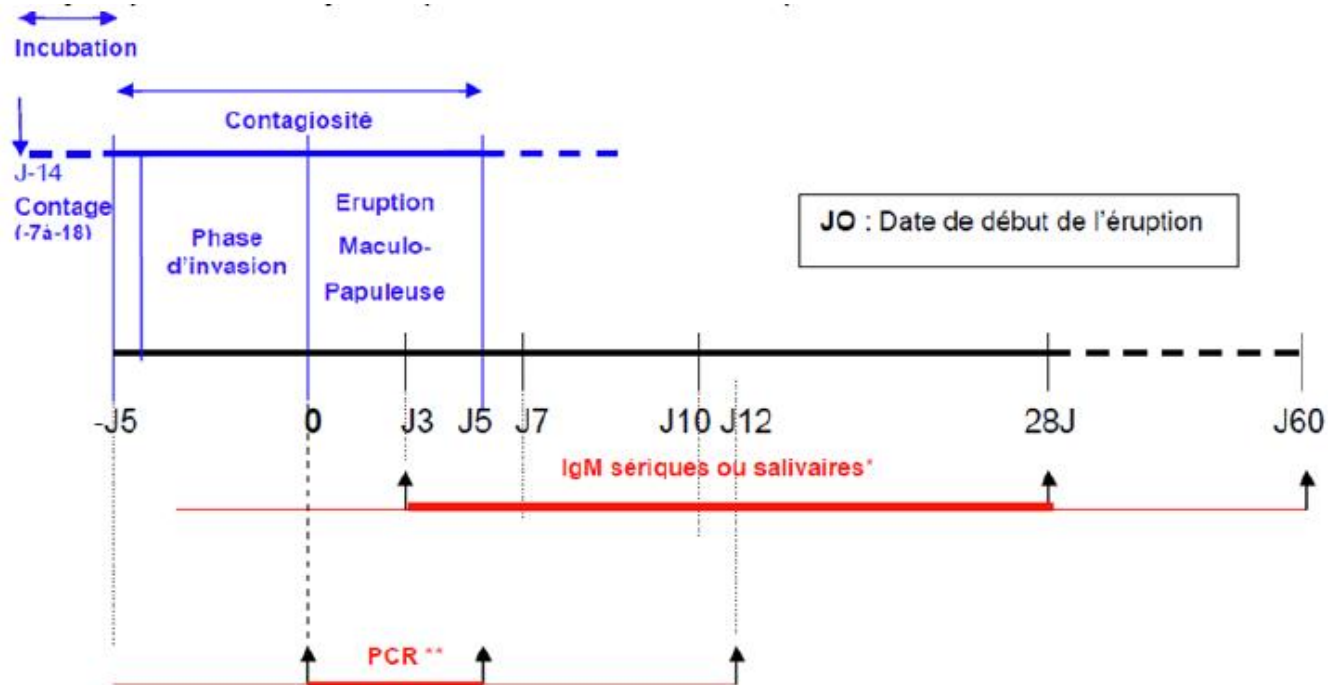 Incubation
Contagiosité
J-14
Contage
(-7à-18)
Phase
d'invasion
Eruption
Maculo-
Papuleuse
JO : Date de début de l'éruption
-J5
0
J3
J5
J7
J10
J12
28J
J60
IgM sériques ou salivaires*
PCR **